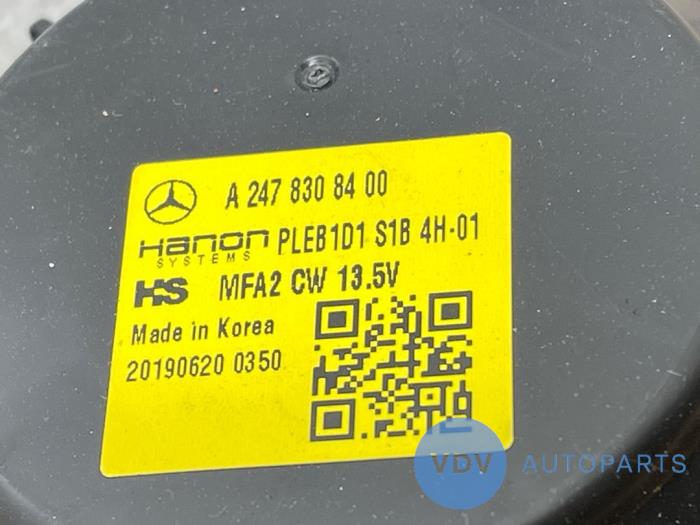 A 247 830 84 00
Hanon PLEB1D1 S1B 4H-01
SYSTEMS
HS MFA2 CW 13.5V
Made in Korea
20190620 0350
VDV AUTOPARTS